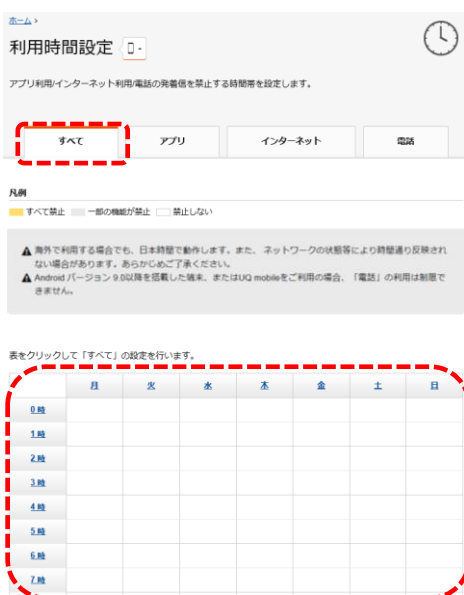 ホーム ›
利用時間設定
アプリ利用/インターネット利用/電話の発着信を禁止する時間帯を設定します。
すべて アプリ インターネット 電話
凡例
すべて禁止 一部の機能が禁止 禁止しない
海外で利用する場合でも、日本時間で動作します。また、ネットワークの状態等により時間通り反映され
ない場合があります。あらかじめご了承ください。
Android バージョン 9.0以降を搭載した端末、またはUQ mobileをご利用の場合、「電話」の利用は制限で
きません。
表をクリックして「すべて」の設定を行います。
月 火 水 木 金 土 日
0 時
1 時
2 時
3 時
4 時
5 時
6 時
7 時